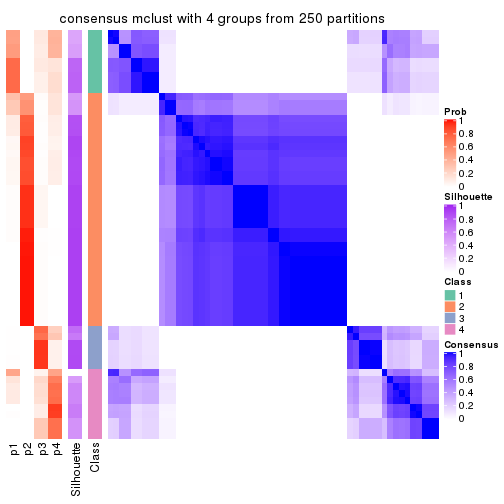 consensus mclust with 4 groups from 250 partitions
Prob
1
0.8
0.6
0.4
0.2
0
Silhouette
1
0.8
0.6
0.4
0.2
0
Class
1
2
3
4
Consensus
1
0.8
0.6
0.4
0.2
0
p1
p2
p3
p4
Silhouette
Class